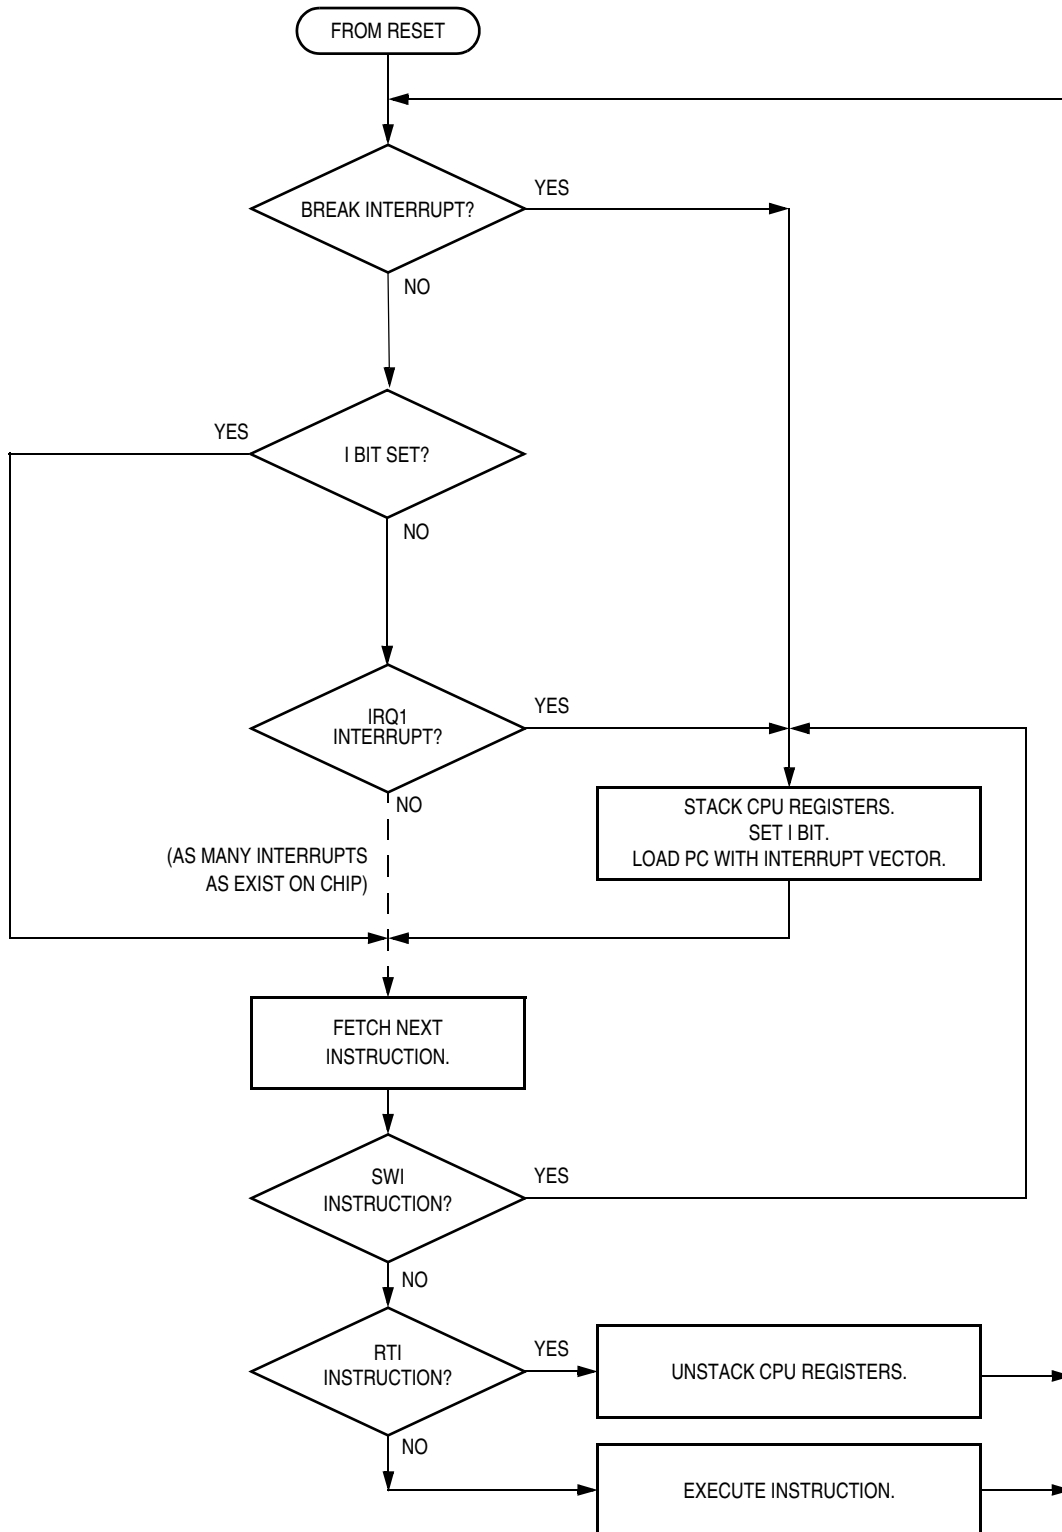 FROM RESET
BREAK INTERRUPT?
YES
NO
I BIT SET?
YES
NO
IRQ1
INTERRUPT?
YES
NO
(AS MANY INTERRUPTS
AS EXIST ON CHIP)
STACK CPU REGISTERS.
SET I BIT.
LOAD PC WITH INTERRUPT VECTOR.
FETCH NEXT
INSTRUCTION.
SWI
INSTRUCTION?
YES
NO
RTI
INSTRUCTION?
YES
UNSTACK CPU REGISTERS.
NO
EXECUTE INSTRUCTION.